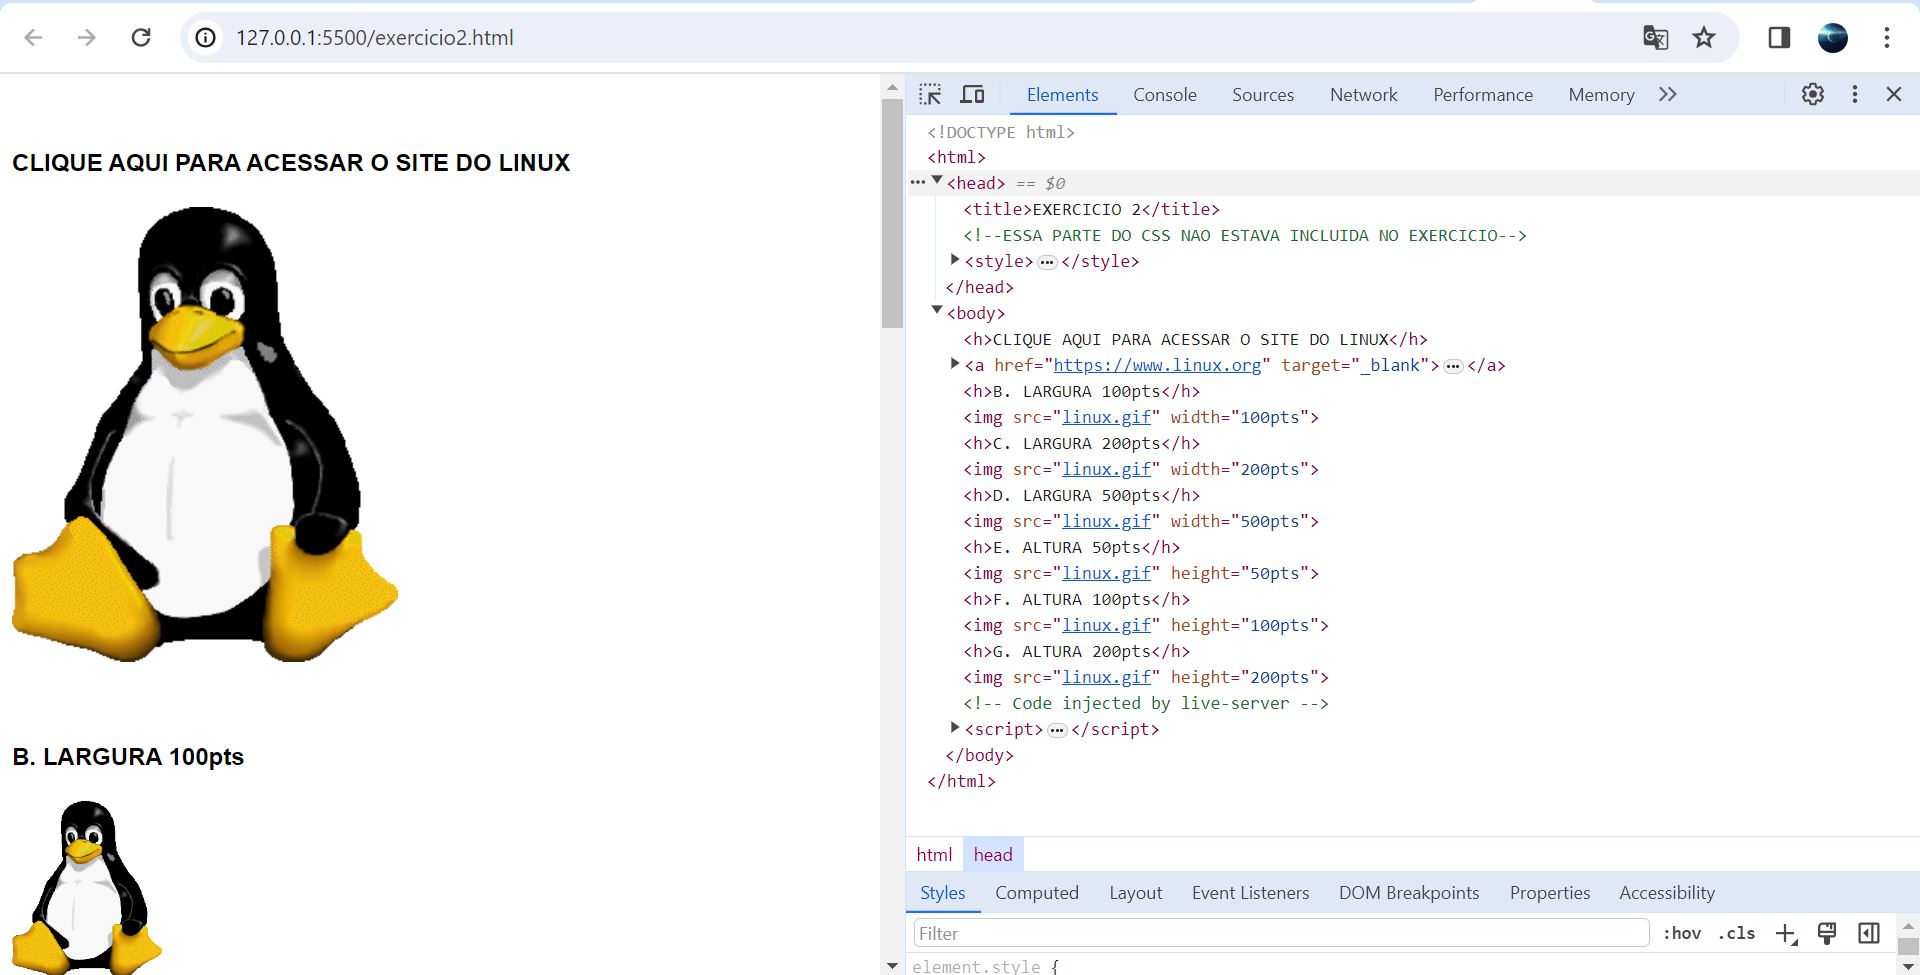 127.0.0.1:5500/exercicio2.html
CLIQUE AQUI PARA ACESSAR O SITE DO LINUX
B. LARGURA 100pts
Elements Console Sources Network Performance Memory
<!DOCTYPE html>
<html>
<head> == $0
<title>EXERCICIO 2</title>
<!--ESSA PARTE DO CSS NAO ESTAVA INCLUIDA NO EXERCICIO-->
<style>…</style>
</head>
<body>
<h>CLIQUE AQUI PARA ACESSAR O SITE DO LINUX</h>
<a href="https://www.linux.org" target="_blank">…</a>
<h>B. LARGURA 100pts</h>
<img src="linux.gif" width="100pts">
<h>C. LARGURA 200pts</h>
<img src="linux.gif" width="200pts">
<h>D. LARGURA 500pts</h>
<img src="linux.gif" width="500pts">
<h>E. ALTURA 50pts</h>
<img src="linux.gif" height="50pts">
<h>F. ALTURA 100pts</h>
<img src="linux.gif" height="100pts">
<h>G. ALTURA 200pts</h>
<img src="linux.gif" height="200pts">
<!-- Code injected by live-server -->
<script>…</script>
</body>
</html>
html head
Styles Computed Layout Event Listeners DOM Breakpoints Properties Accessibility
Filter :hov .cls
element.style {